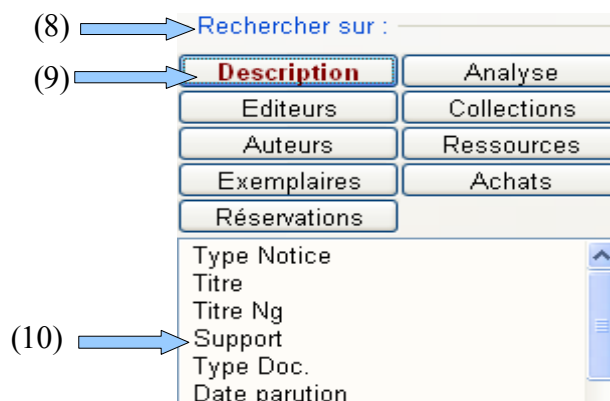 (8) Rechercher sur :
(9) Description Analyse
Editeurs Collections
Auteurs Ressources
Exemplaires Achats
Réservations
Type Notice
Titre
Titre Ng
(10) Support
Type Doc.
Date parution